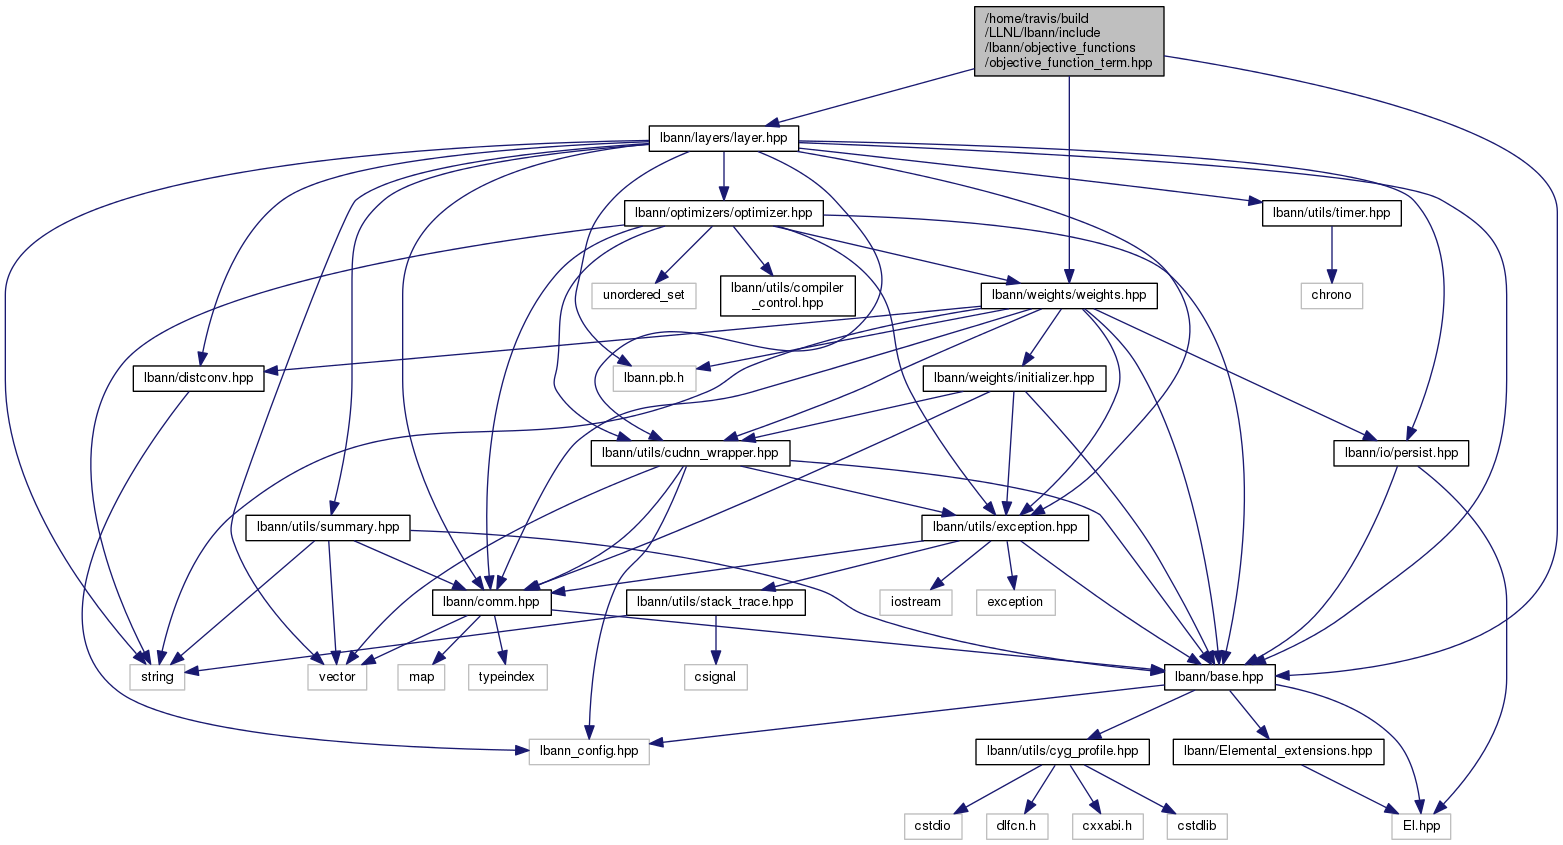 /home/travis/build
/LLNL/lbann/include
/lbann/objective_functions
/objective_function_term.hpp
lbann/layers/layer.hpp
lbann/optimizers/optimizer.hpp
lbann/utils/timer.hpp
unordered_set
lbann/utils/compiler
_control.hpp
lbann/weights/weights.hpp
chrono
lbann/distconv.hpp
lbann.pb.h
lbann/weights/initializer.hpp
lbann/utils/cudnn_wrapper.hpp
lbann/io/persist.hpp
lbann/utils/summary.hpp
lbann/utils/exception.hpp
lbann/comm.hpp
lbann/utils/stack_trace.hpp
iostream
exception
string
vector
map
typeindex
csignal
lbann/base.hpp
lbann_config.hpp
lbann/utils/cyg_profile.hpp
lbann/Elemental_extensions.hpp
cstdio
dlfcn.h
cxxabi.h
cstdlib
El.hpp